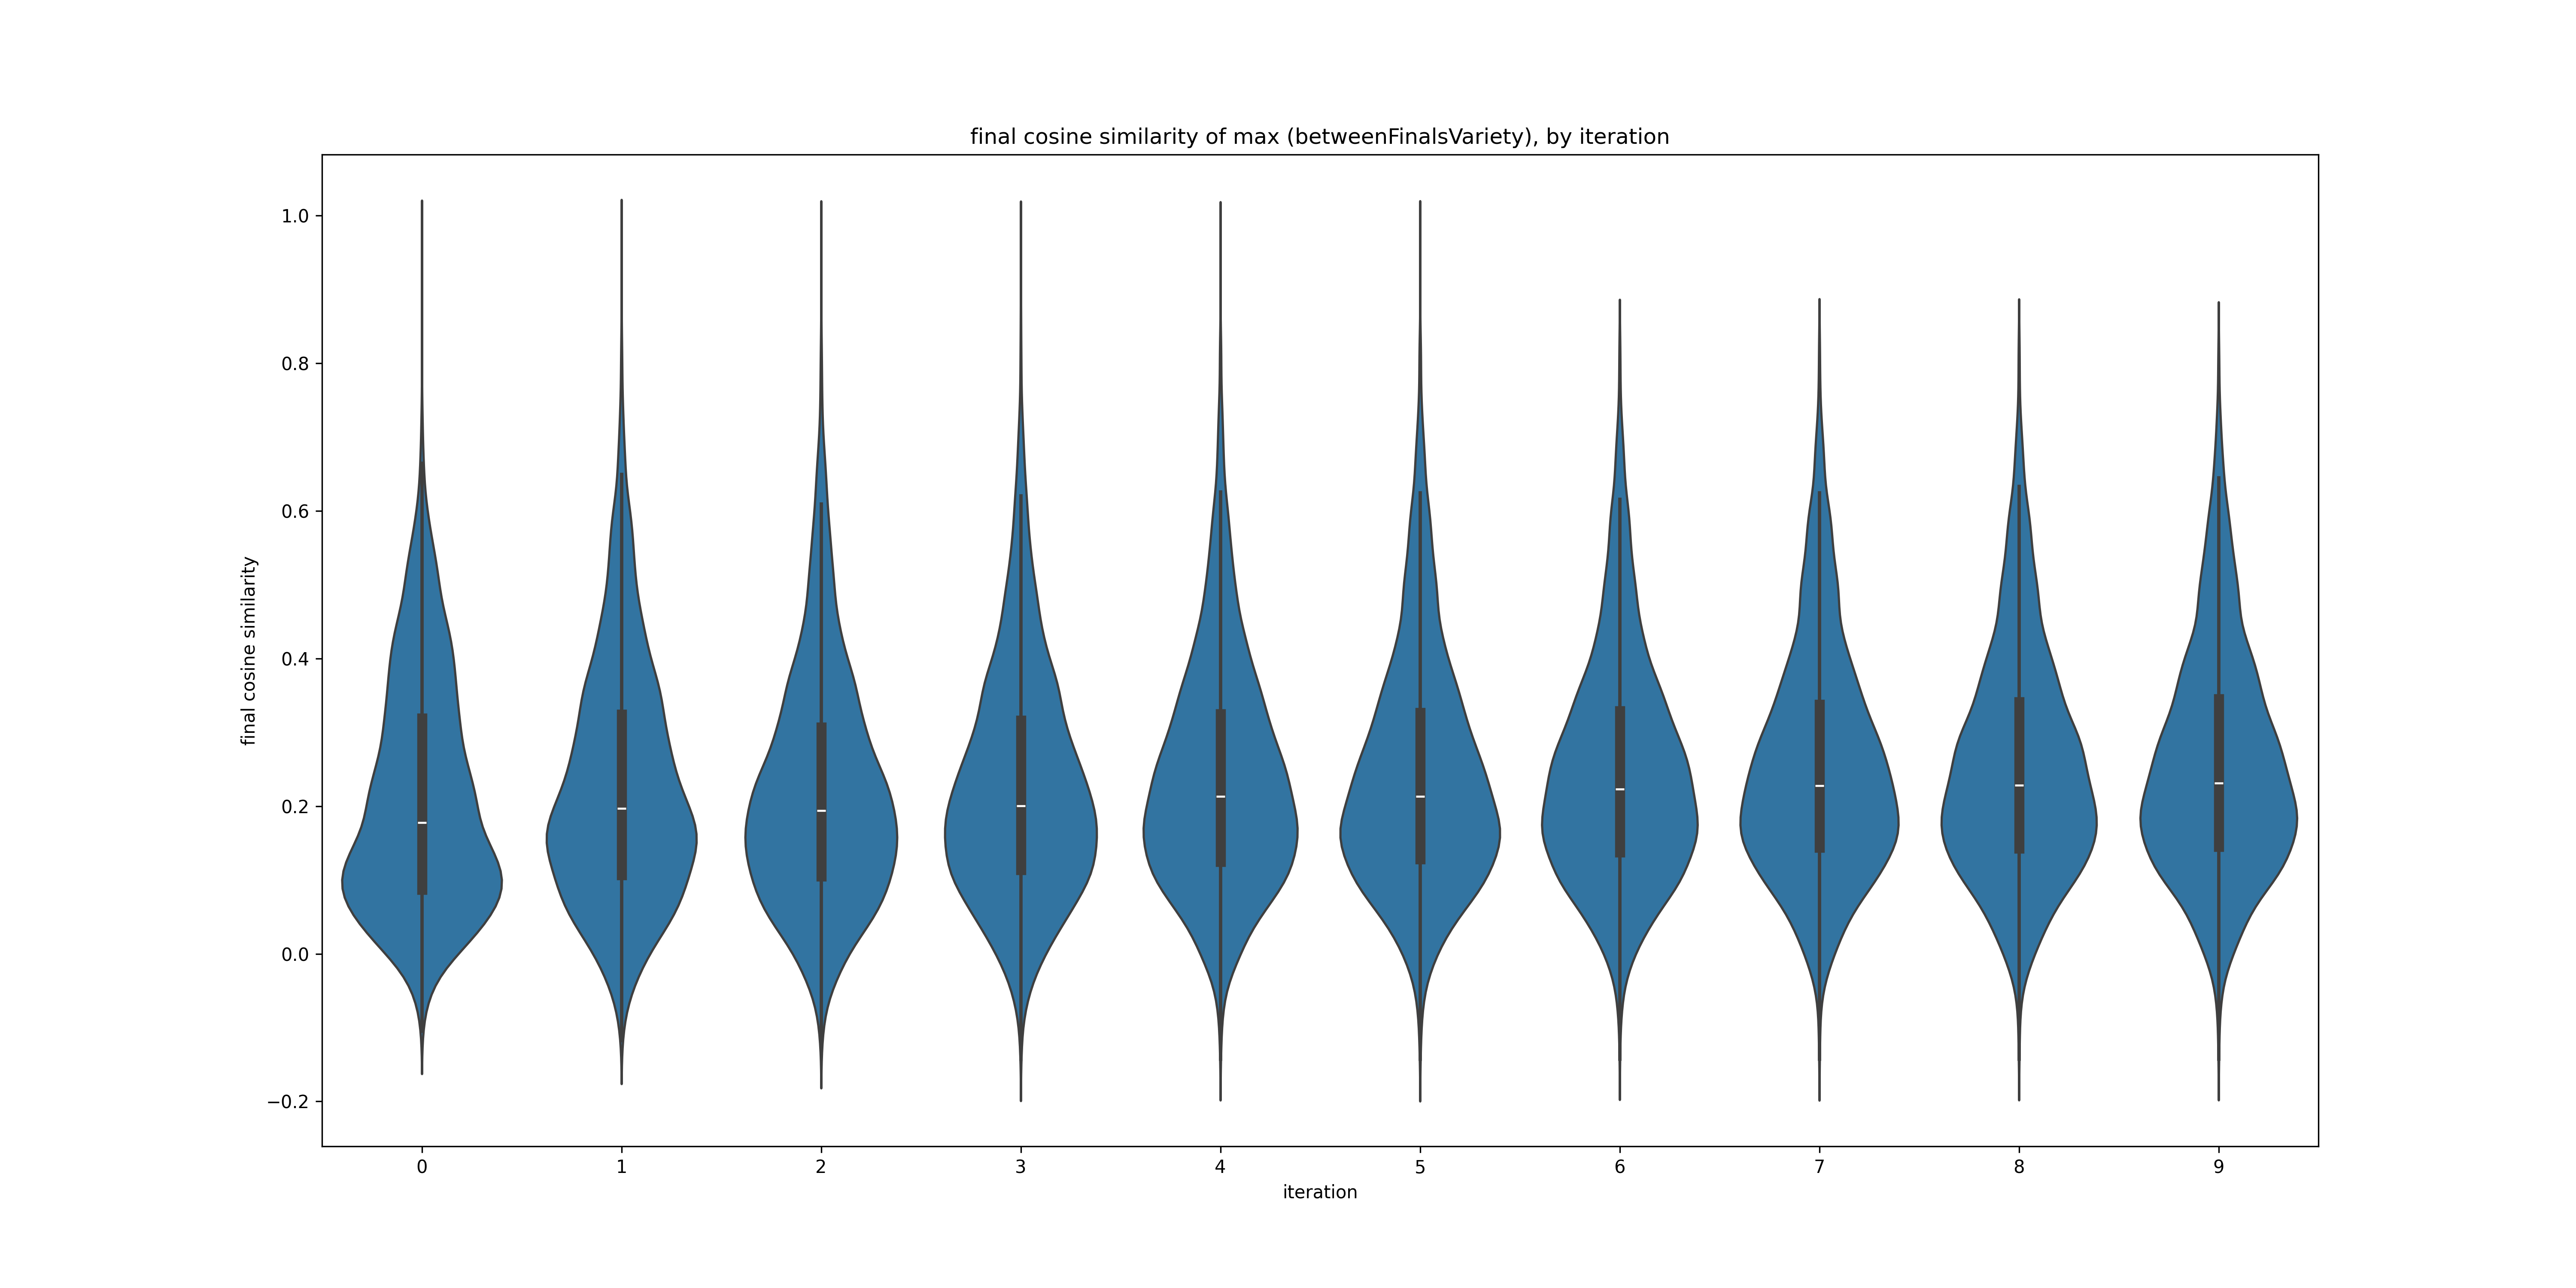 final cosine similarity of max (betweenFinalsVariety), by iteration
1.0
0.8
0.6
0.4
0.2
0.0
−0.2
final cosine similarity
0 1 2 3 4 5 6 7 8 9
iteration